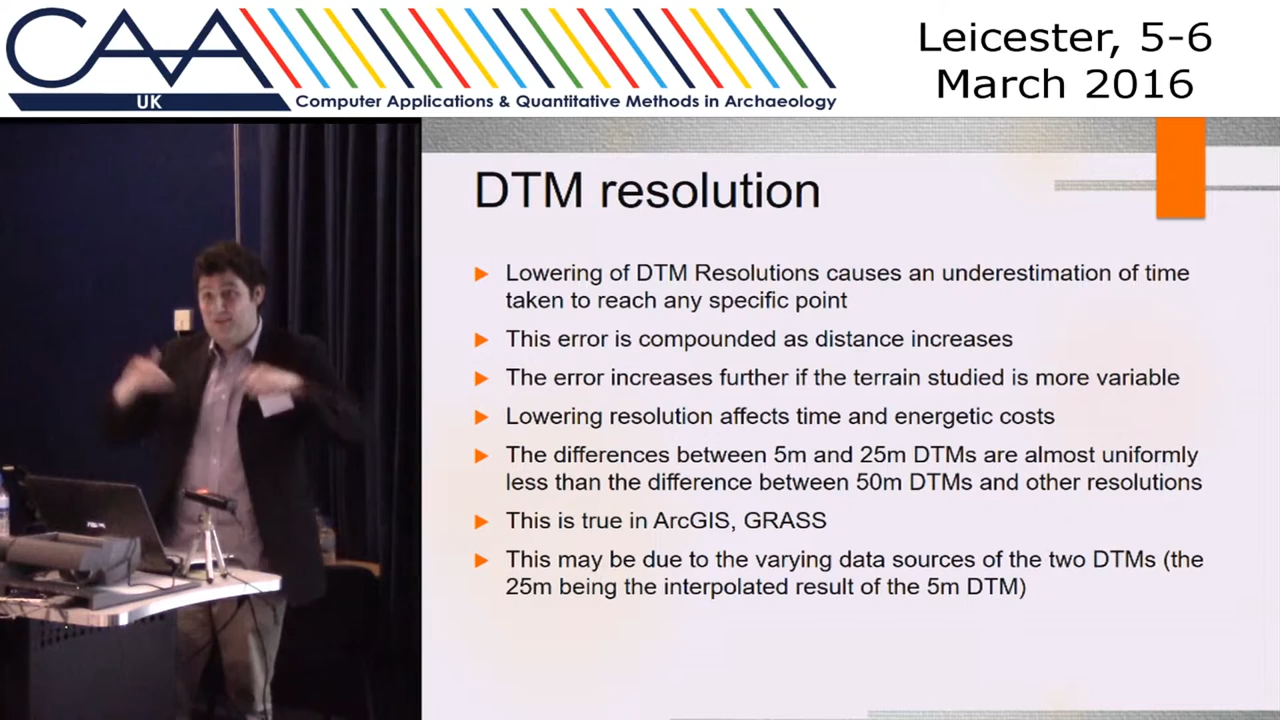 CAA
UK
Computer Applications & Quantitative Methods in Archaeology
Leicester, 5-6
March 2016
DTM resolution
Lowering of DTM Resolutions causes an underestimation of time
taken to reach any specific point
This error is compounded as distance increases
The error increases further if the terrain studied is more variable
Lowering resolution affects time and energetic costs
The differences between 5m and 25m DTMs are almost uniformly
less than the difference between 50m DTMs and other resolutions
This is true in ArcGIS, GRASS
This may be due to the varying data sources of the two DTMs (the
25m being the interpolated result of the 5m DTM)